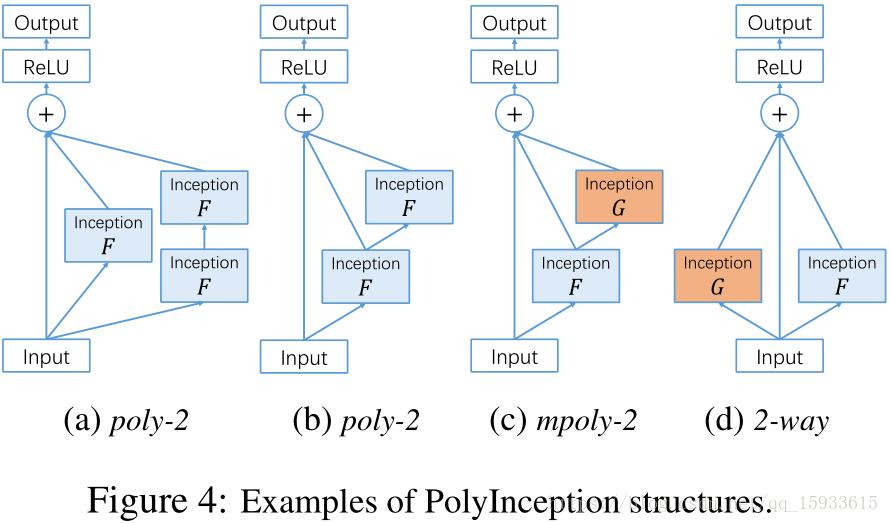 Output
ReLU
+
Inception
F
Inception
F
Inception
F
Input
(a) poly-2
Output
ReLU
+
Inception
F
Inception
F
Input
(b) poly-2
Output
ReLU
+
Inception
G
Inception
F
Input
(c) mpoly-2
Output
ReLU
+
Inception
G
Inception
F
Input
(d) 2-way
Figure 4: Examples of PolyInception structures.
qq_15933615